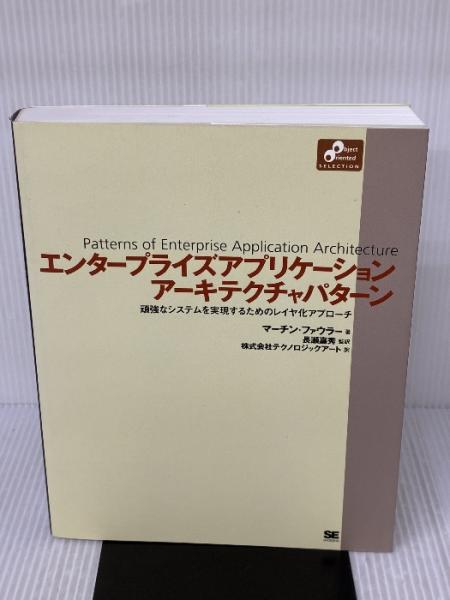 Object
Oriented
SELECTION
Patterns of Enterprise Application Architecture
エンタープライズアプリケーション
アーキテクチャパターン
頑強なシステムを実現するためのレイヤ化アプローチ
マーチン・ファウラー 著
長瀬嘉秀 監訳
株式会社テクノロジックアート 訳
SE
SHOEISHA